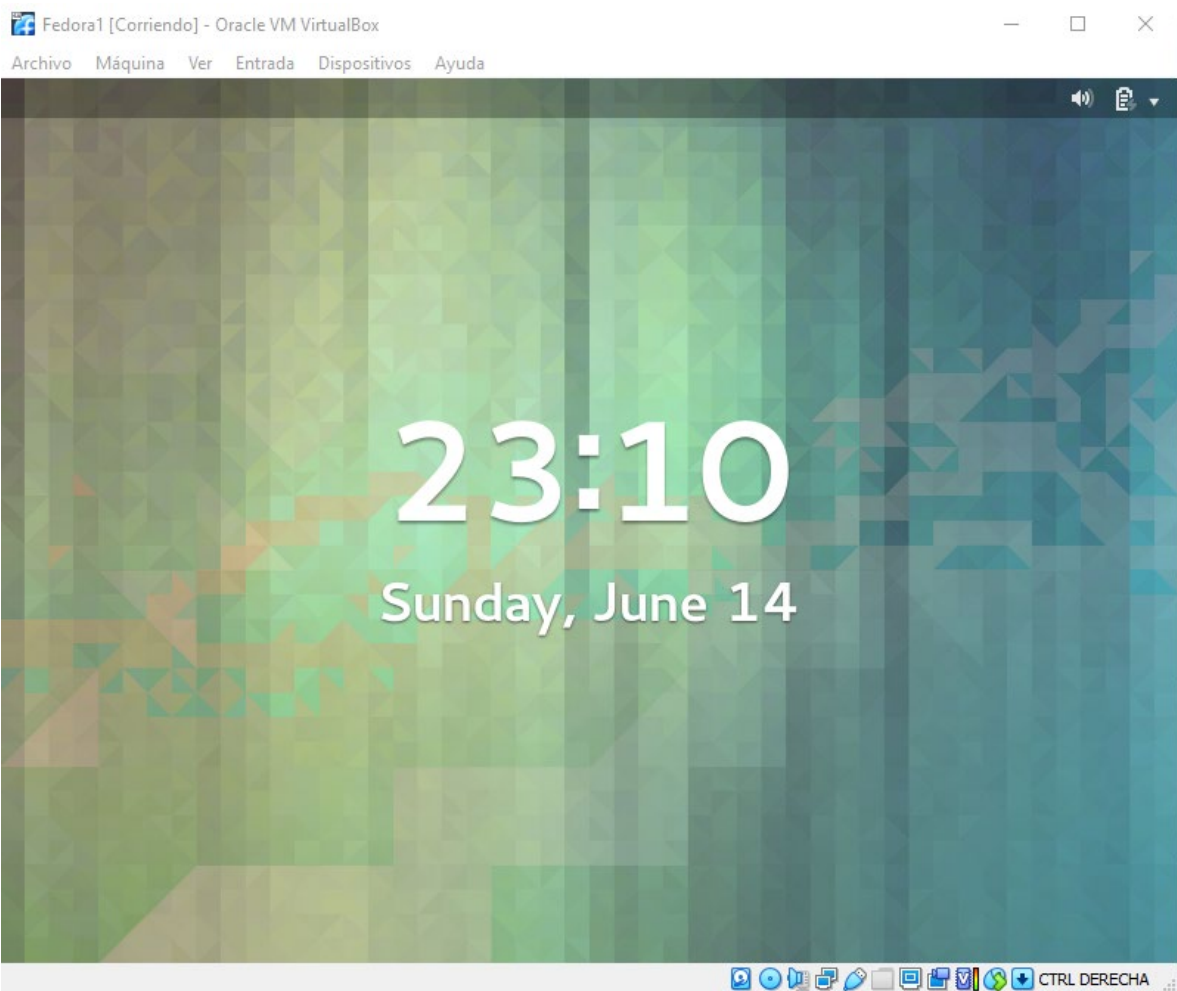 Fedora1 [Corriendo] - Oracle VM VirtualBox
Archivo Máquina Ver Entrada Dispositivos Ayuda
23:10
Sunday, June 14
CTRL DERECHA